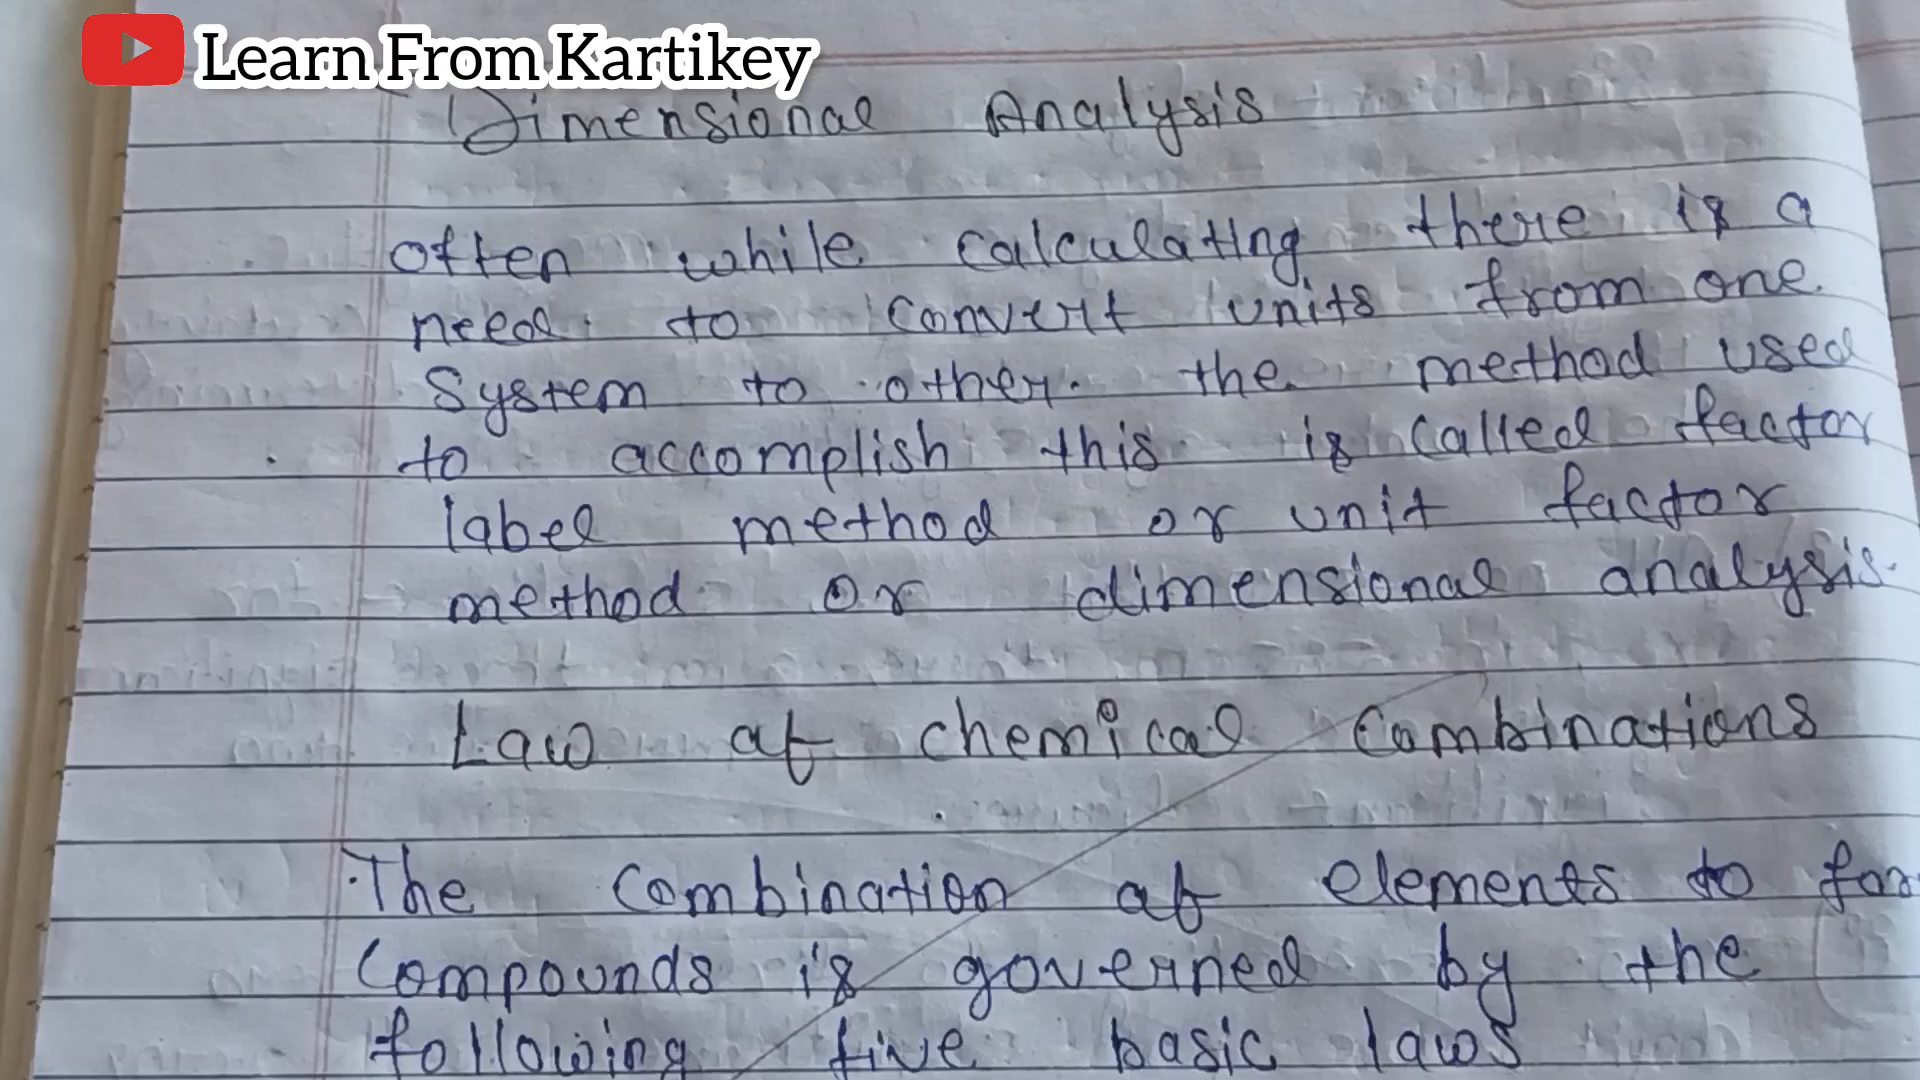 Learn From Kartikey
Dimensional Analysis
often while calculating there is a
need to convert units from one
System to other. the method used
to accomplish this is called factor
label method or unit factor
method or dimensional analysis.
Law of chemical Combinations
The Combination of elements to for
Compounds is governed by the
following five basic laws